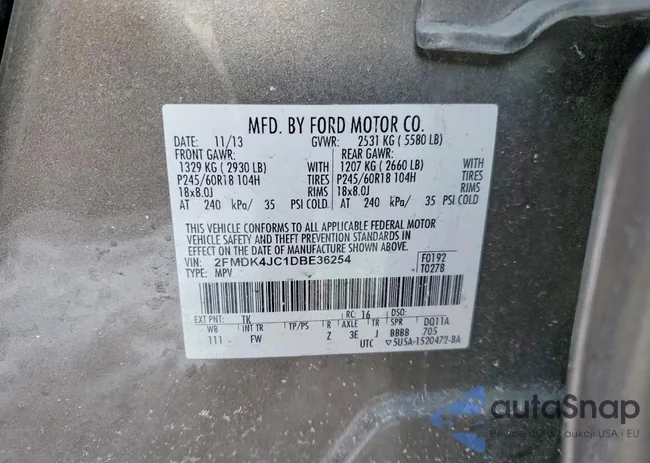 MFD. BY FORD MOTOR CO.
DATE: 11/13 GVWR: 2531 KG ( 5580 LB)
FRONT GAWR: REAR GAWR:
1329 KG ( 2930 LB) WITH 1207 KG ( 2660 LB) WITH
P245/60R18 104H TIRES P245/60R18 104H TIRES
18x8.0J RIMS 18x8.0J RIMS
AT 240 kPa/ 35 PSI COLD AT 240 kPa/ 35 PSI COLD
THIS VEHICLE CONFORMS TO ALL APPLICABLE FEDERAL MOTOR
VEHICLE SAFETY AND THEFT PREVENTION STANDARDS IN
EFFECT ON THE DATE OF MANUFACTURE SHOWN ABOVE.
VIN: 2FMDK4JC1DBE36254 F0192
TYPE: MPV T0278
EXT PNT: TK RC: 16 DSO:
WB INT TR TP/PS R AXLE TR SPR DQ11A
111 FW Z 3E J BBBB 705
UTC ▽5U5A-1520472-BA
autoSnap
aukcji USA i EU